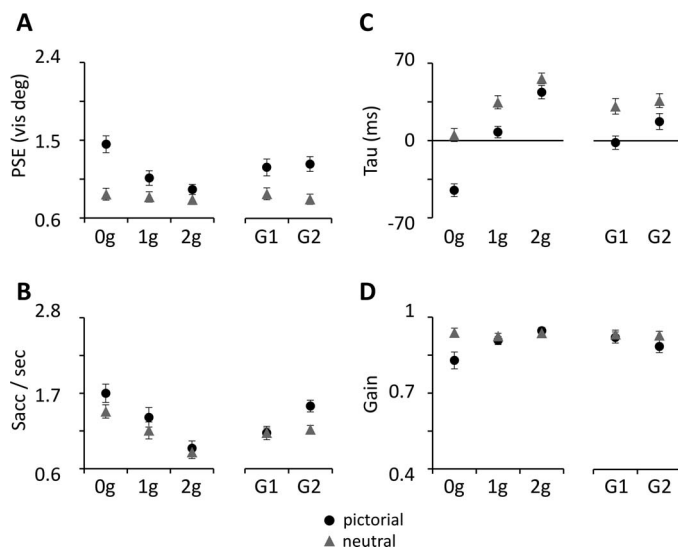 A
PSE (vis deg)
2.4
1.5
0.6
0g 1g 2g G1 G2
C
Tau (ms)
70
0
-70
0g 1g 2g G1 G2
B
Sacc / sec
2.8
1.7
0.6
0g 1g 2g G1 G2
D
Gain
1
0.7
0.4
0g 1g 2g G1 G2
pictorial
neutral